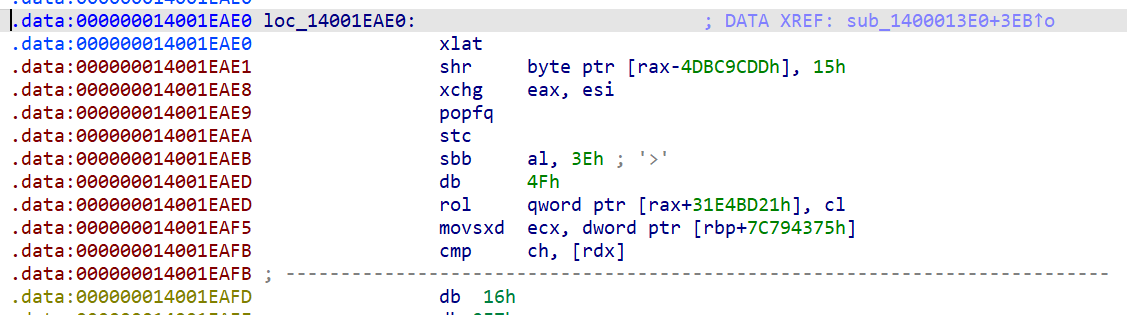 .data:000000014001EAE0 loc_14001EAE0: ; DATA XREF: sub_1400013E0+3EB↑o
.data:000000014001EAE0 xlat
.data:000000014001EAE1 shr byte ptr [rax-4DBC9CDDh], 15h
.data:000000014001EAE8 xchg eax, esi
.data:000000014001EAE9 popfq
.data:000000014001EAEA stc
.data:000000014001EAEB sbb al, 3Eh ; '>'
.data:000000014001EAED db 4Fh
.data:000000014001EAED rol qword ptr [rax+31E4BD21h], cl
.data:000000014001EAF5 movsxd ecx, dword ptr [rbp+7C794375h]
.data:000000014001EAFB cmp ch, [rdx]
.data:000000014001EAFB ; ---------------------------------------------------------------------------
.data:000000014001EAFD db 16h